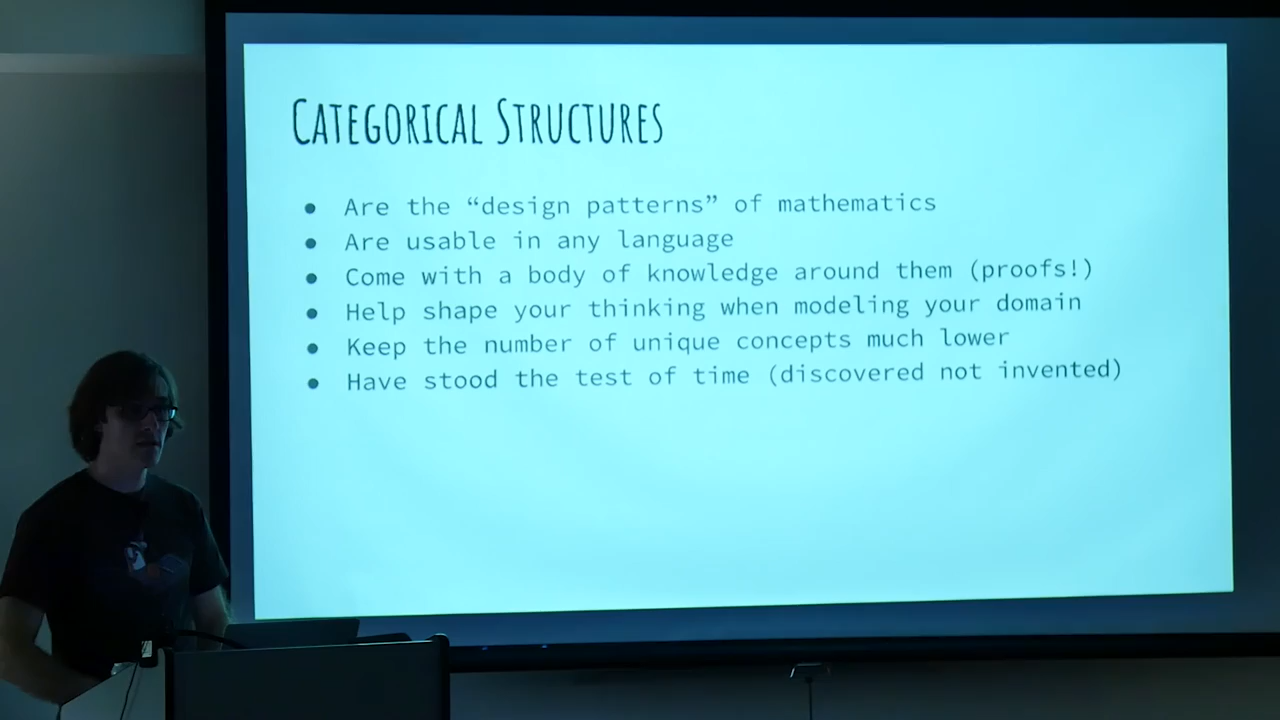 CATEGORICAL STRUCTURES
● Are the “design patterns” of mathematics
● Are usable in any language
● Come with a body of knowledge around them (proofs!)
● Help shape your thinking when modeling your domain
● Keep the number of unique concepts much lower
● Have stood the test of time (discovered not invented)